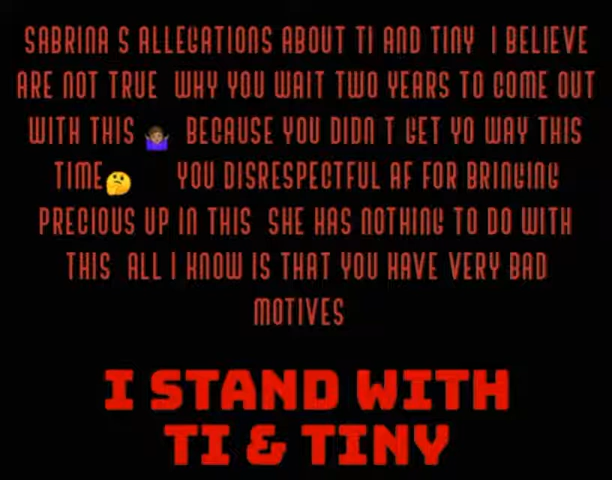 SABRINA S ALLEGATIONS ABOUT TI AND TINY I BELIEVE
ARE NOT TRUE WHY YOU WAIT TWO YEARS TO COME OUT
WITH THIS 🤷🏽‍♀️ BECAUSE YOU DIDN T GET YO WAY THIS
TIME🤔 YOU DISRESPECTFUL AF FOR BRINGING
PRECIOUS UP IN THIS SHE HAS NOTHING TO DO WITH
THIS ALL I KNOW IS THAT YOU HAVE VERY BAD
MOTIVES
I STAND WITH
TI & TINY